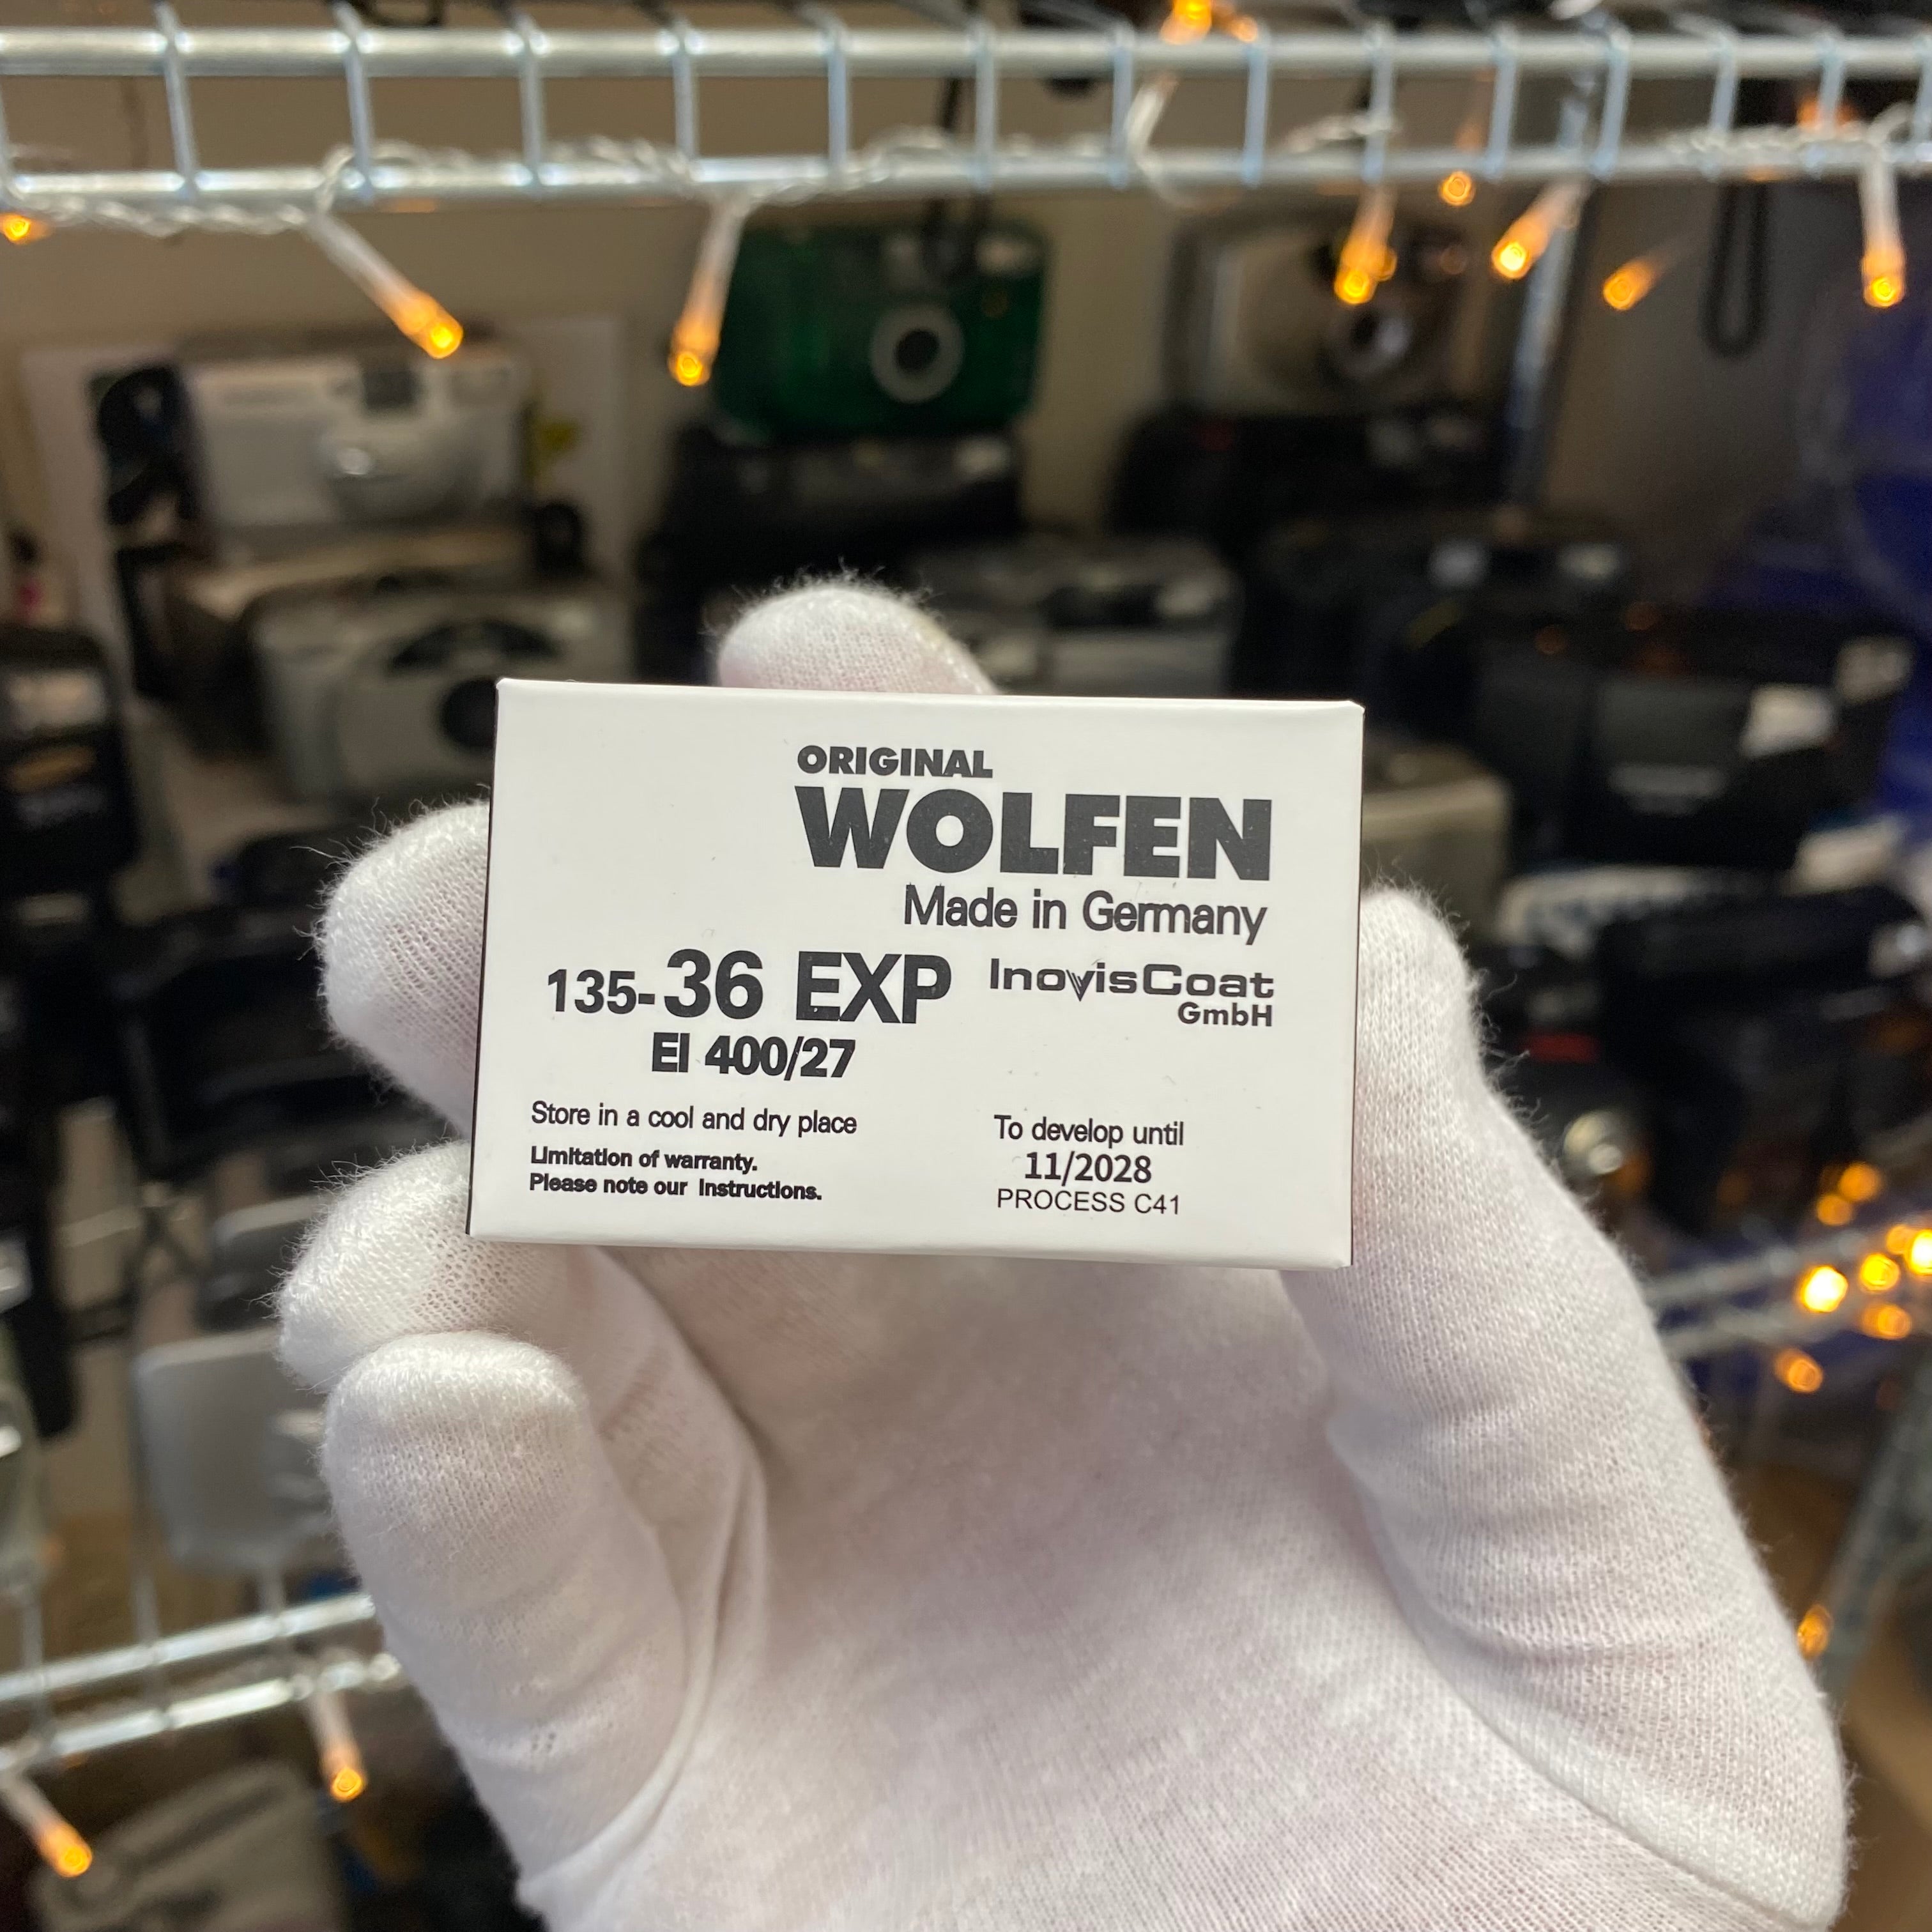 ORIGINAL
WOLFEN
Made in Germany
135-36 EXP
InovisCoat
GmbH
EI 400/27
Store in a cool and dry place
Limitation of warranty.
Please note our Instructions.
To develop until
11/2028
PROCESS C41